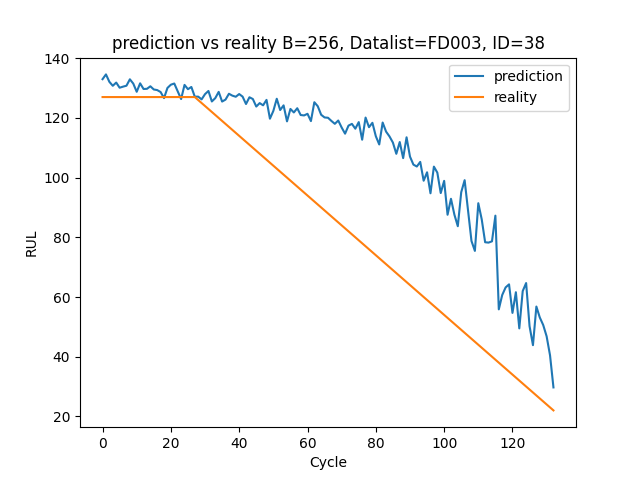 prediction vs reality B=256, Datalist=FD003, ID=38
prediction
reality
RUL
140
120
100
80
60
40
20
0 20 40 60 80 100 120
Cycle